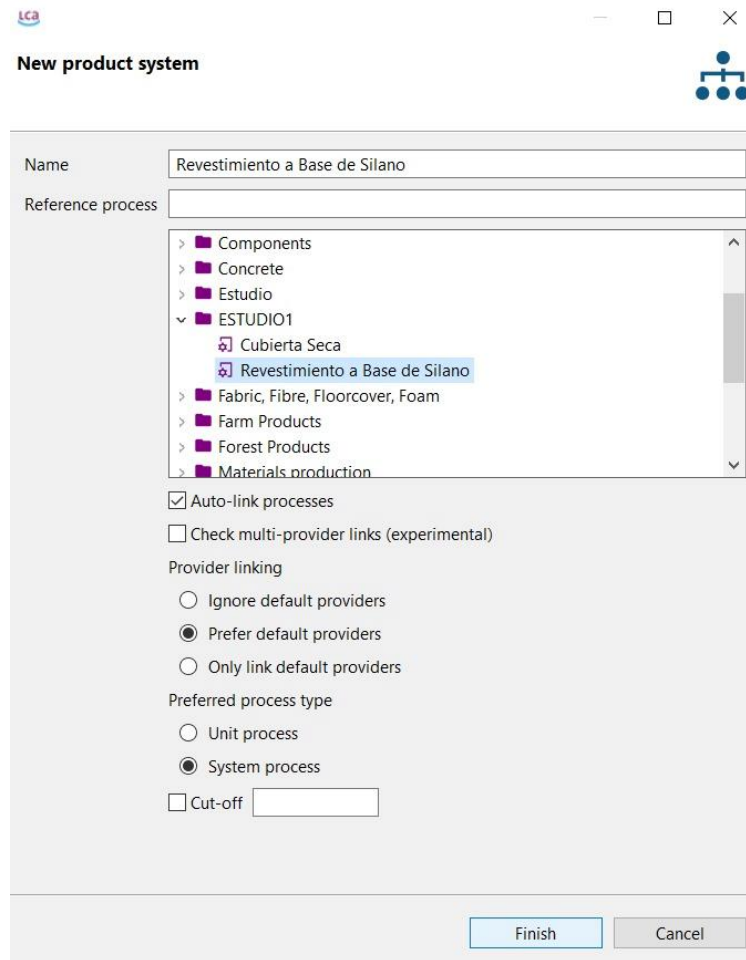 LCA
New product system
Name Revestimiento a Base de Silano
Reference process
Components
Concrete
Estudio
ESTUDIO1
Cubierta Seca
Revestimiento a Base de Silano
Fabric, Fibre, Floorcover, Foam
Farm Products
Forest Products
Materials production
Auto-link processes
Check multi-provider links (experimental)
Provider linking
Ignore default providers
Prefer default providers
Only link default providers
Preferred process type
Unit process
System process
Cut-off
Finish Cancel